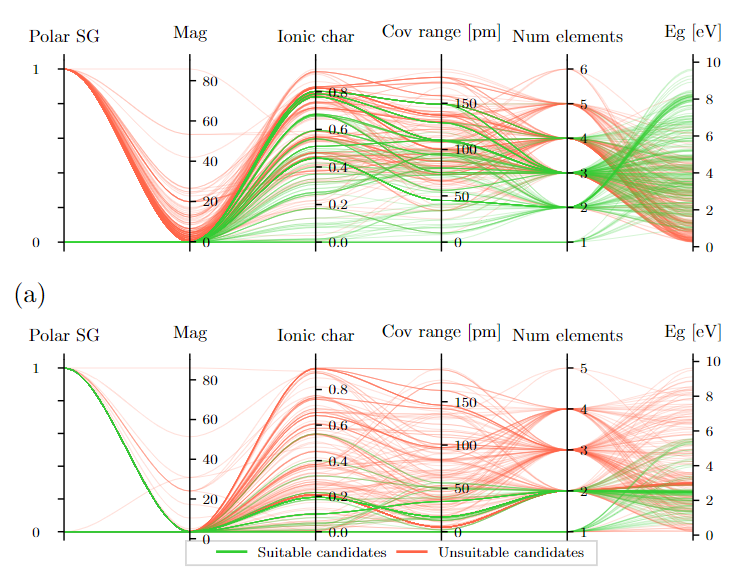 Polar SG Mag Ionic char Cov range [pm] Num elements Eg [eV]
1 80 60 40 20 0 0.8 0.6 0.4 0.2 0.0 150 100 50 0 6 5 4 3 2 1 10 8 6 4 2 0
0
(a)
Polar SG Mag Ionic char Cov range [pm] Num elements Eg [eV]
1 80 60 40 20 0 0.8 0.6 0.4 0.2 0.0 150 100 50 0 5 4 3 2 1 10 8 6 4 2 0
0
Suitable candidates Unsuitable candidates